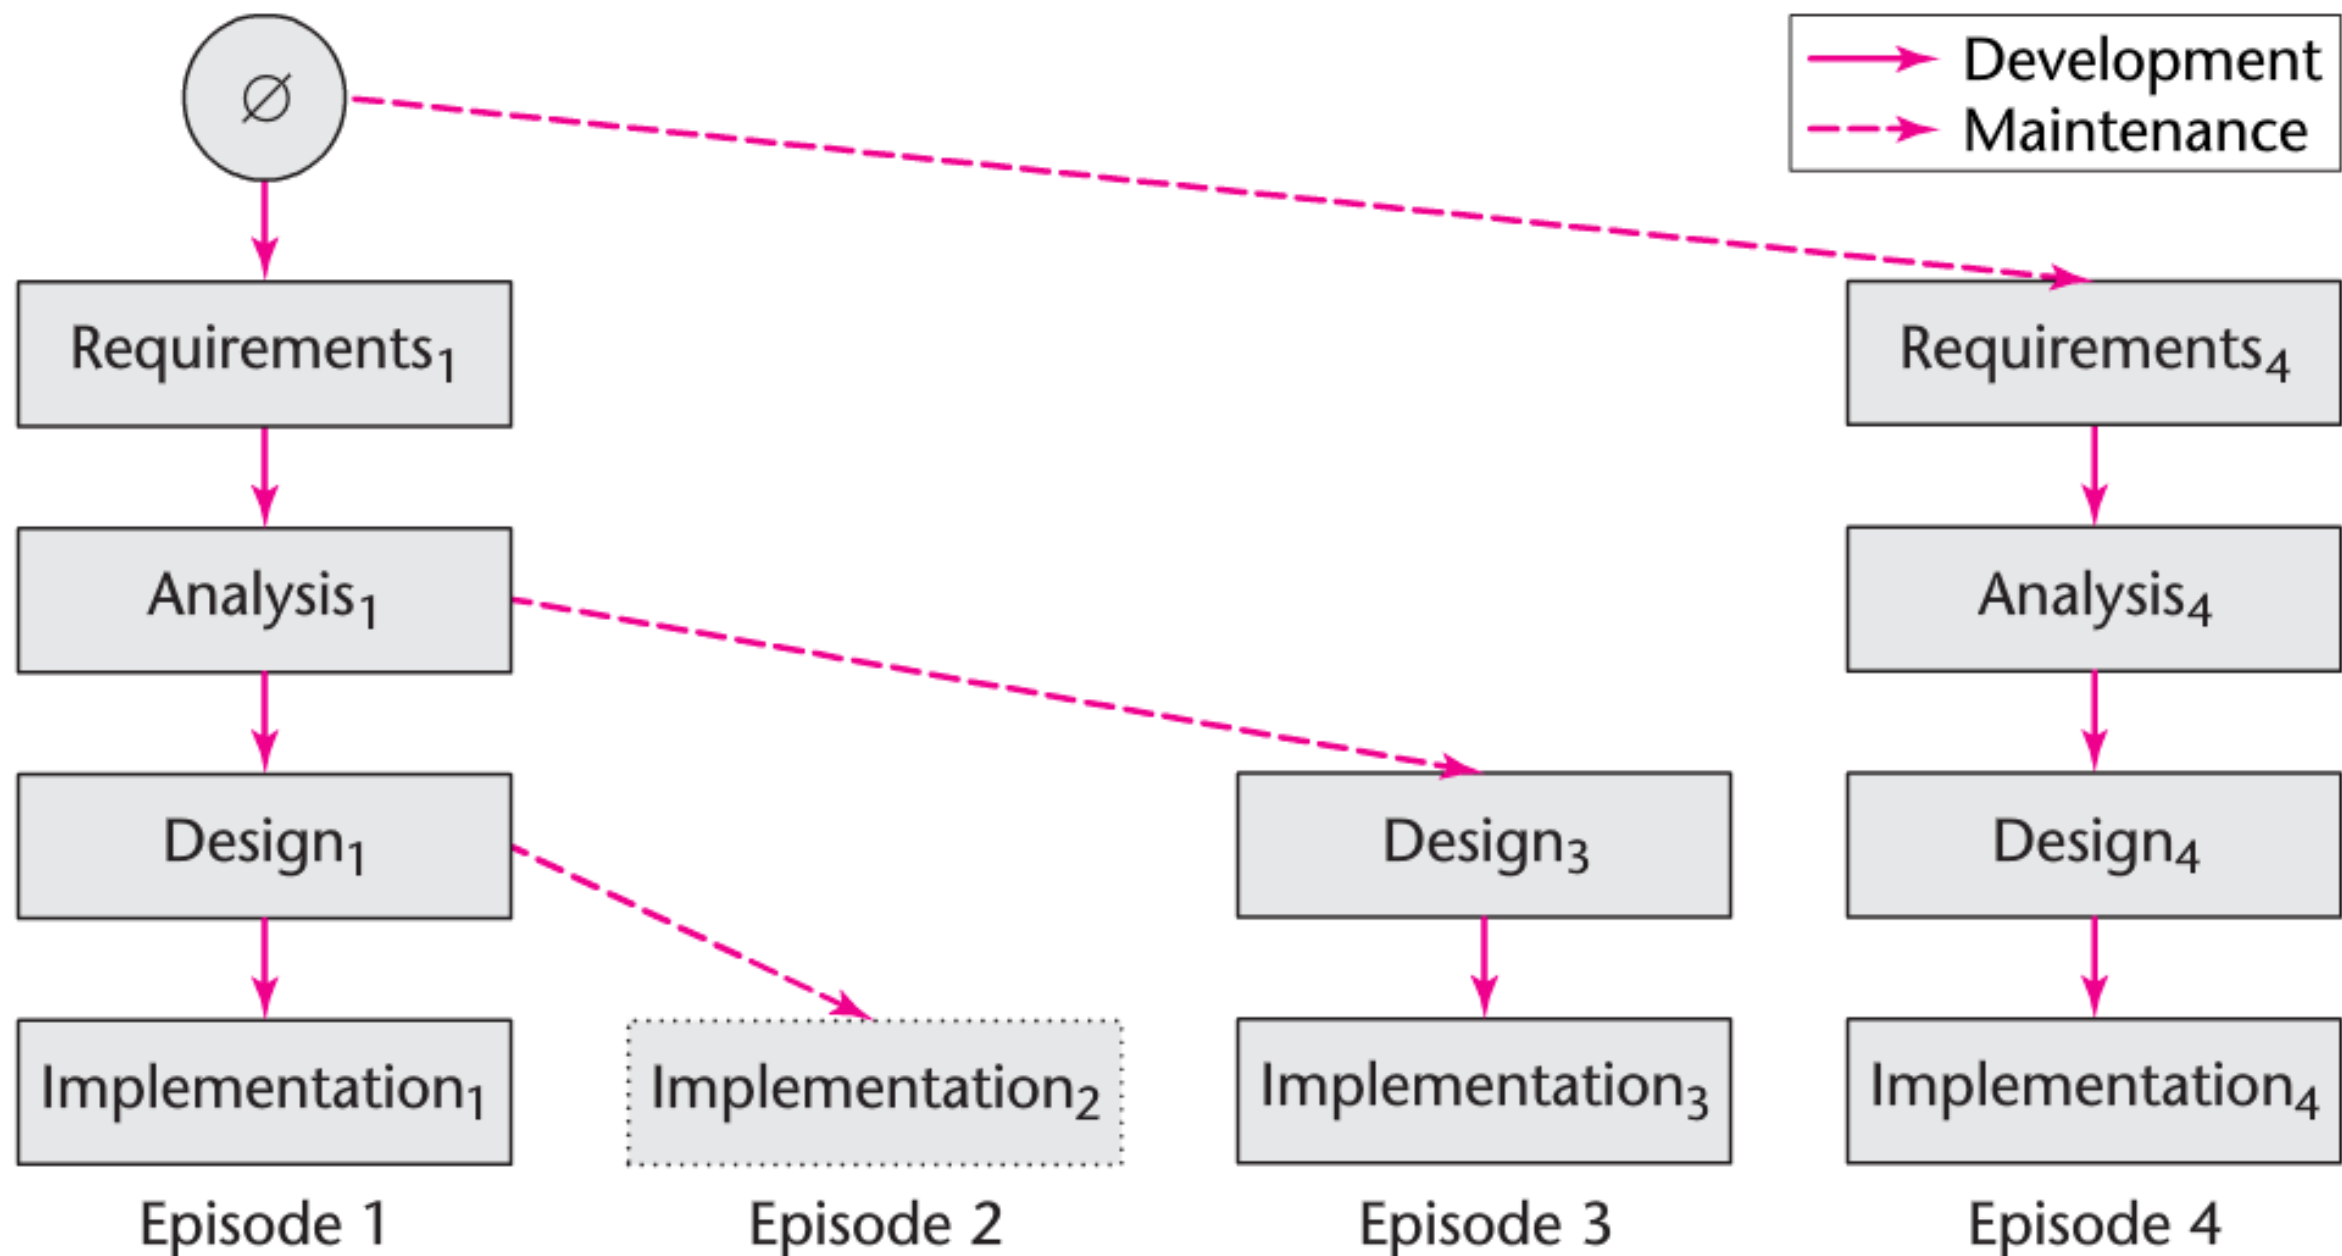 ∅
Development
Maintenance
Requirements₁
Requirements₄
Analysis₁
Analysis₄
Design₁
Design₃
Design₄
Implementation₁
Implementation₂
Implementation₃
Implementation₄
Episode 1
Episode 2
Episode 3
Episode 4